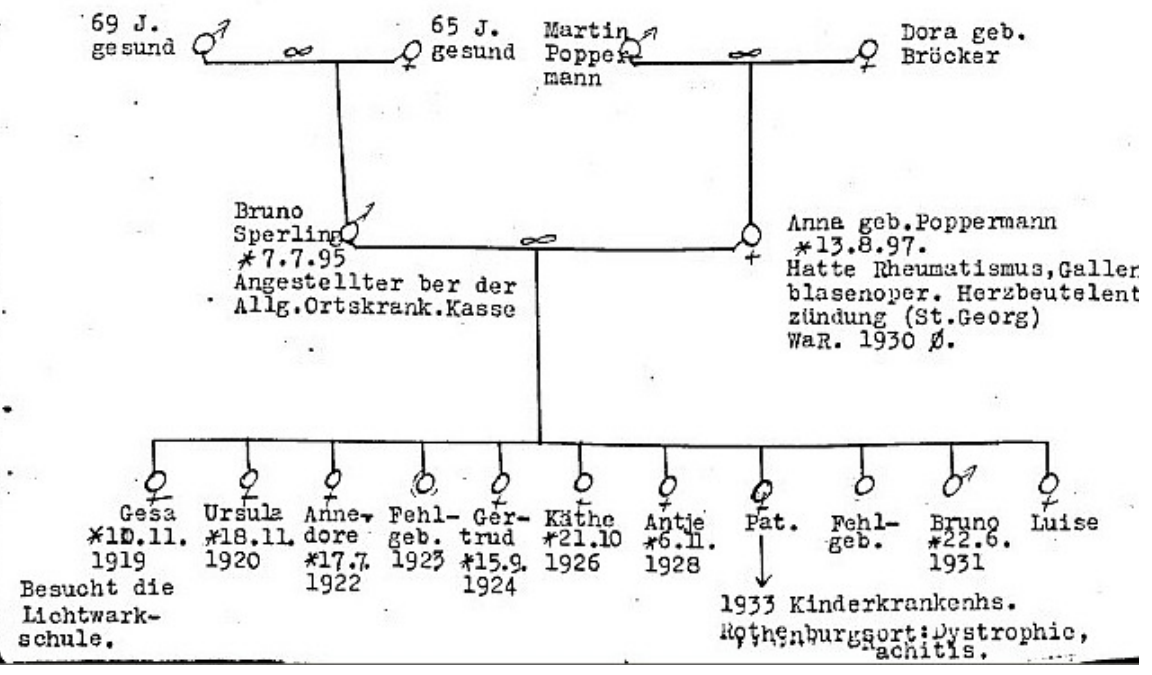 69 J.
gesund
65 J.
gesund
Martin
Popper-
mann
Dora geb.
Bröcker
Bruno
Sperling
*7.7.95
Angestellter ber der
Allg.Ortskrank.Kasse
Anna geb.Poppermann
*13.8.97.
Hatte Rheumatismus,Gallen
blasenoper. Herzbeutelent
zündung (St.Georg)
WaR. 1930 Ø.
Gesa
*10.11.
1919
Besucht die
Lichtwark-
schule.
Ursula
*18.11.
1920
Anne-
dore
*17.7.
1922
Fehl-
geb.
1923
Ger-
trud
*15.9.
1924
Käthe
*21.10
1926
Antje
*6.11.
1928
Pat.
1933 Kinderkrankenhs.
Rothenburgsort:Dystrophie,
achitis.
Fehl-
geb.
Bruno
*22.6.
1931
Luise